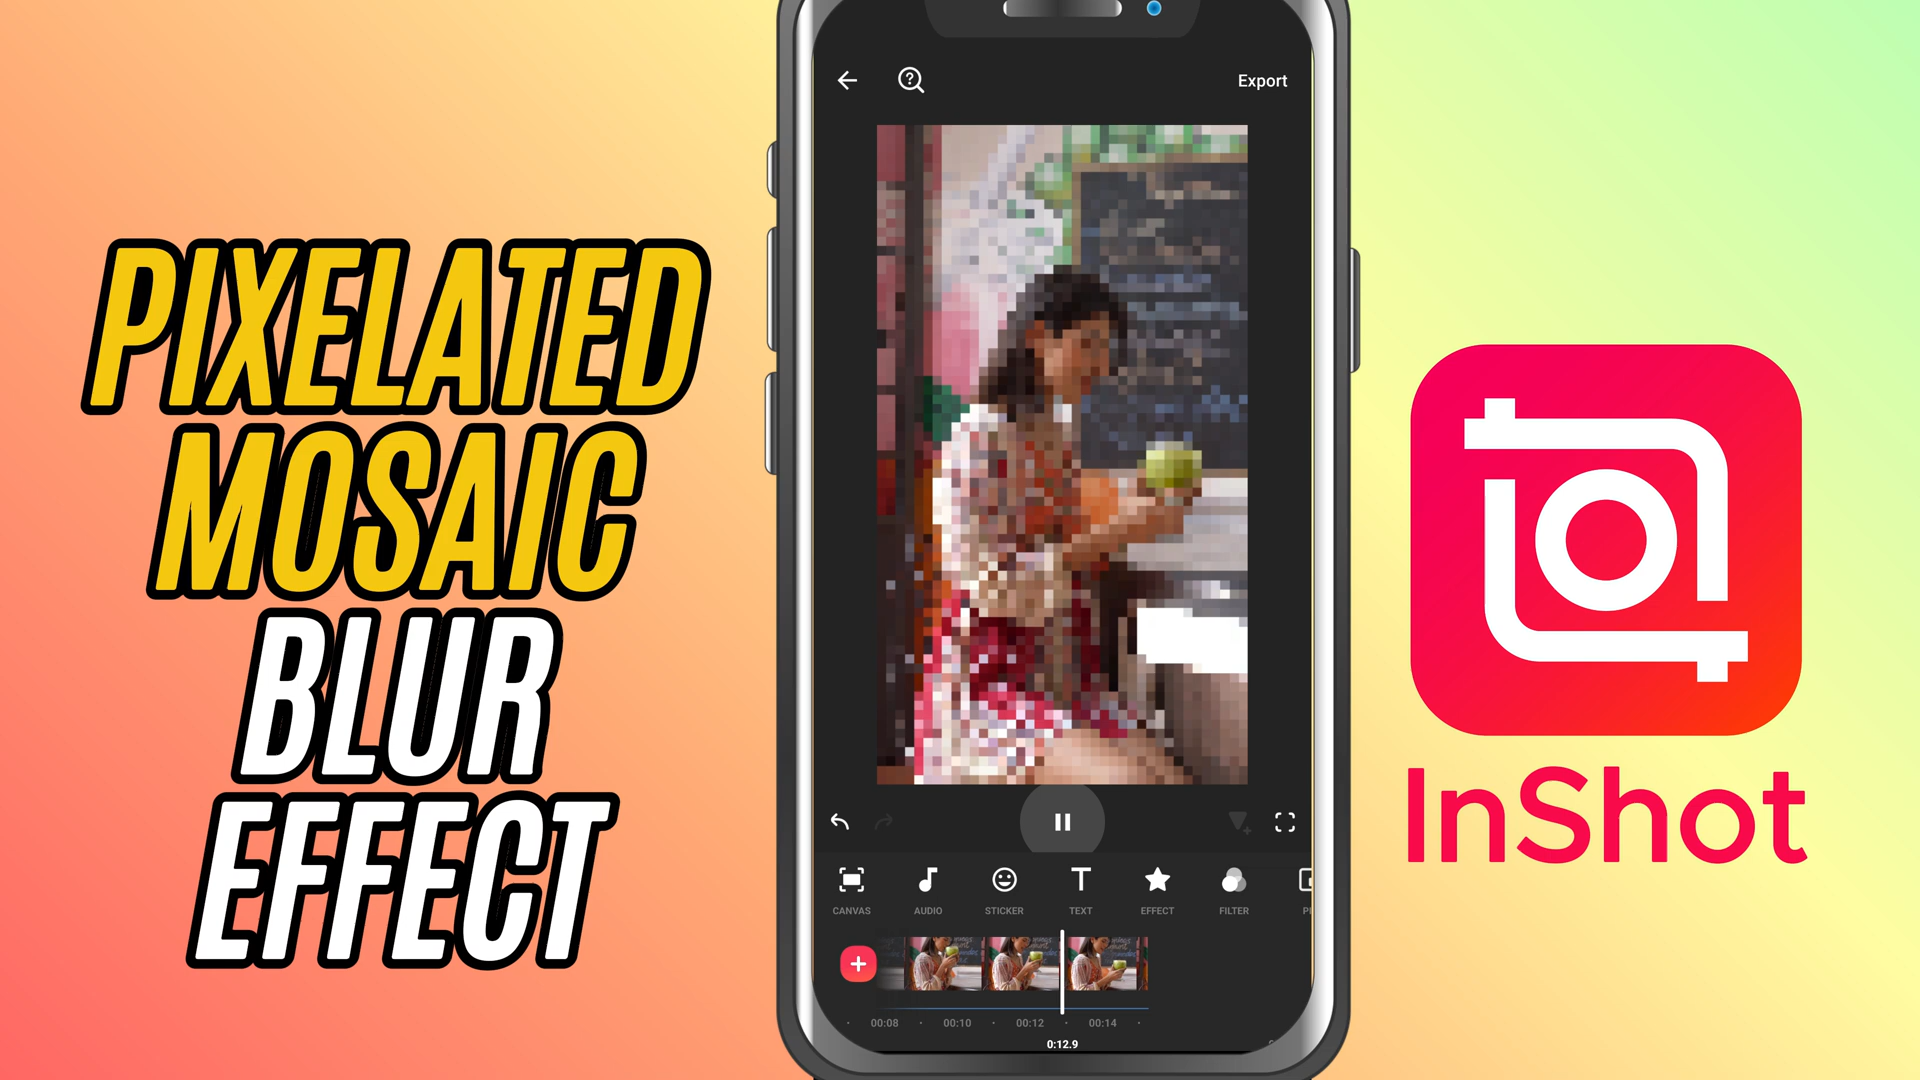 PIXELATED
MOSAIC
BLUR
EFFECT
Export
CANVAS
AUDIO
STICKER
TEXT
EFFECT
FILTER
00:08
00:10
00:12
00:14
0:12.9
InShot